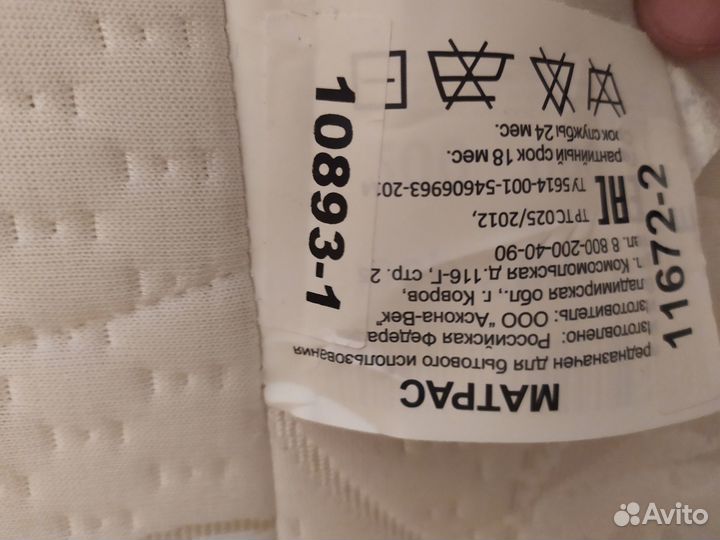 МАТРАС
редназначен для бытового использования
Изготовлено: Российская Федера
Изготовитель: ООО "Аскона-Век"
ладимирская обл., г. Ковров,
л. Комсомольская д.116-Г, стр. 2
ел. 8 800-200-40-90
ТР ТС025/2012,
ТУ 5614-001-54606963-20
рантийный срок 18 мес.
рок службы 24 мес.
10893-1
11672-2
Avito